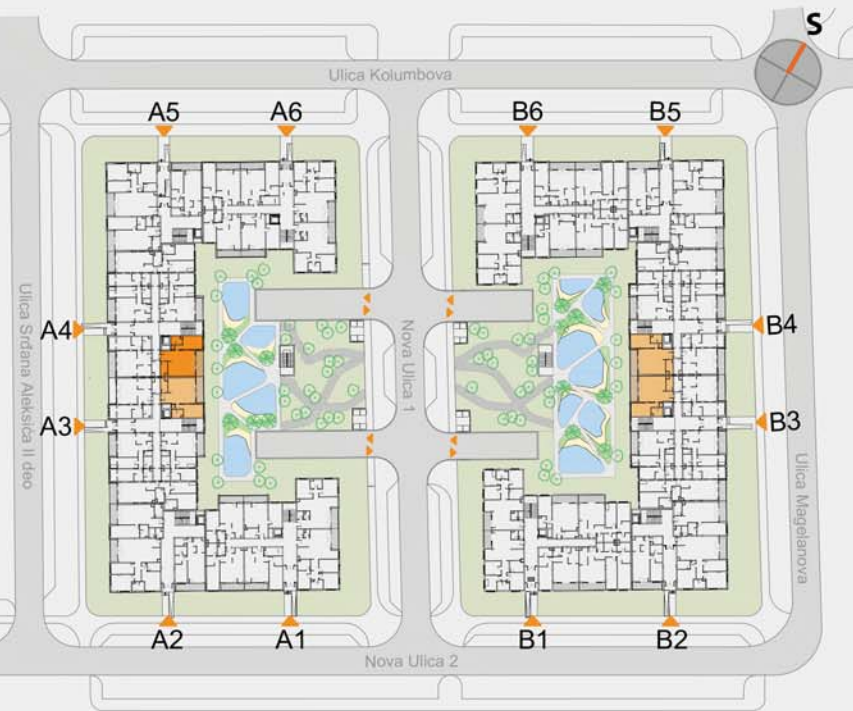 S
Ulica Kolumbova
A5
A6
B6
B5
A4
B4
Ulica Srđana Aleksića II deo
Nova Ulica 1
A3
B3
Ulica Magelanova
A2
A1
B1
B2
Nova Ulica 2